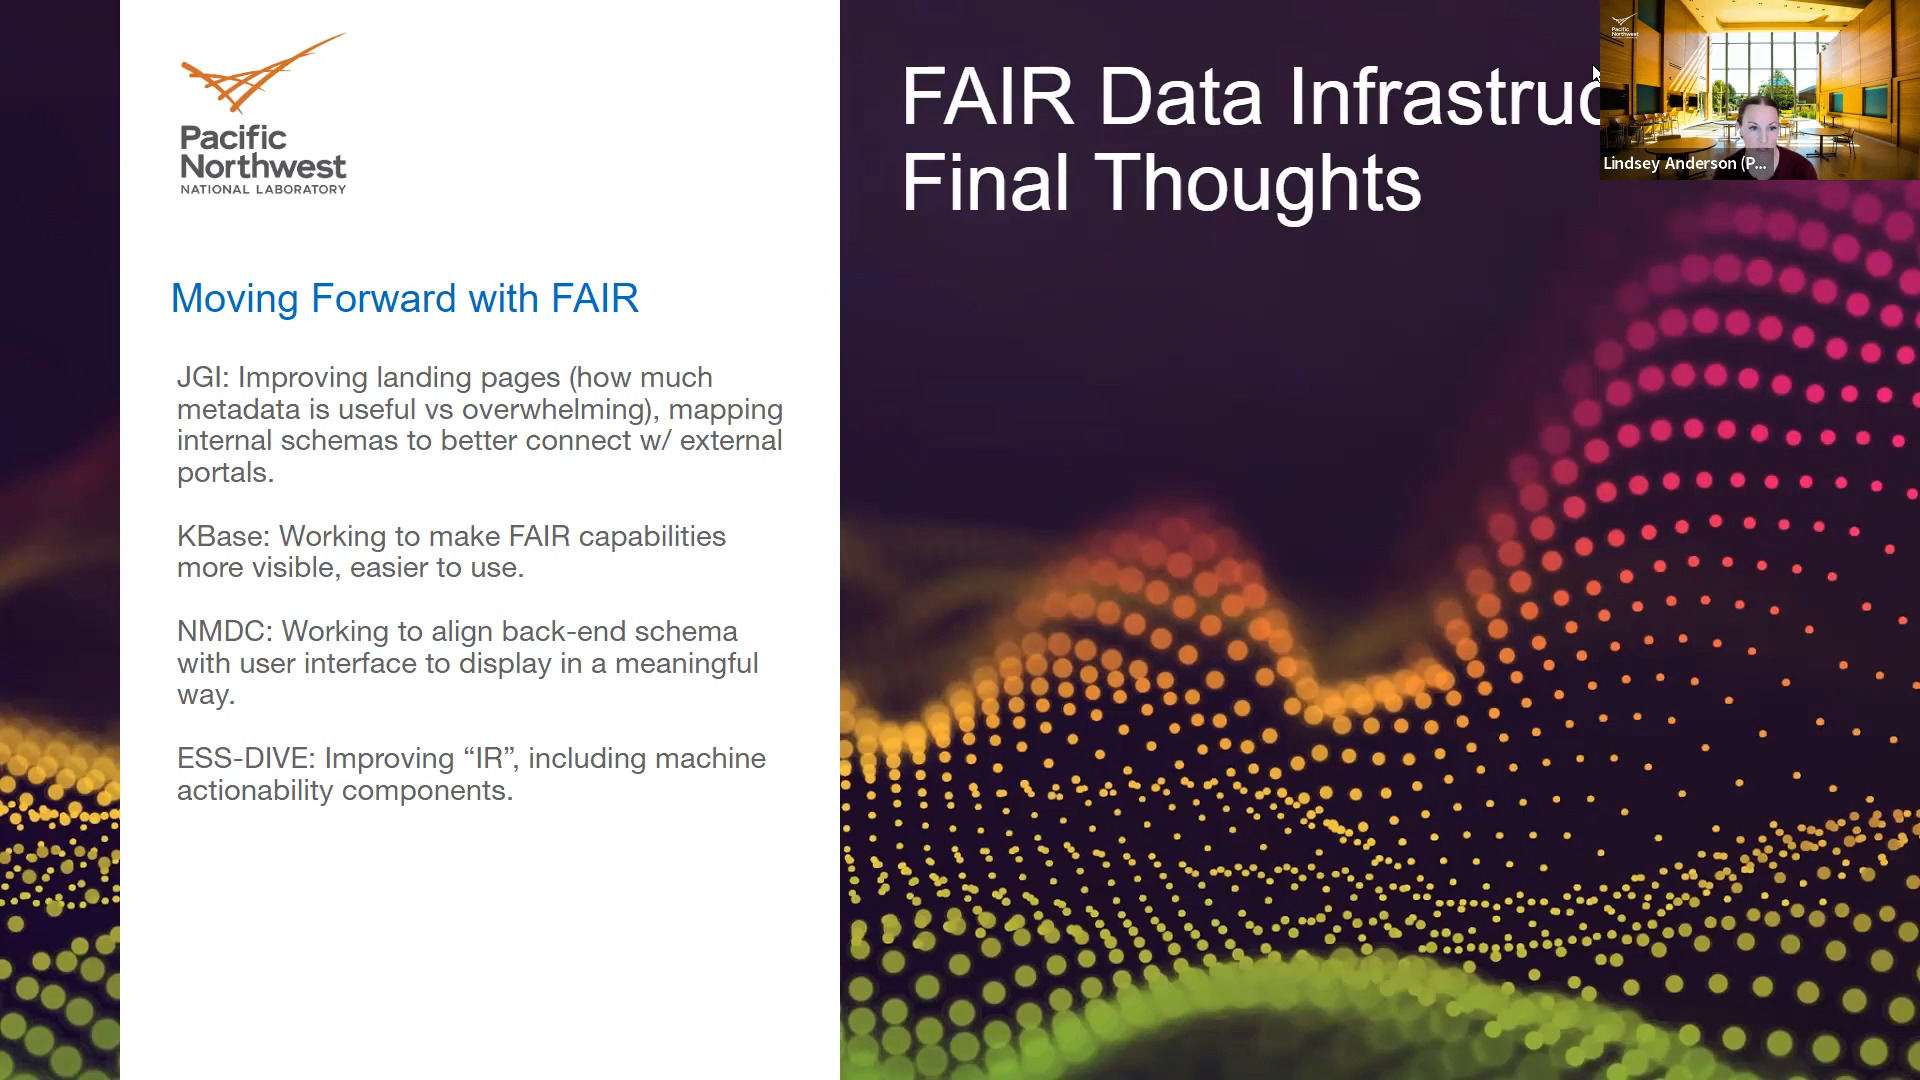 Pacific
Northwest
NATIONAL LABORATORY
Moving Forward with FAIR
JGI: Improving landing pages (how much
metadata is useful vs overwhelming), mapping
internal schemas to better connect w/ external
portals.
KBase: Working to make FAIR capabilities
more visible, easier to use.
NMDC: Working to align back-end schema
with user interface to display in a meaningful
way.
ESS-DIVE: Improving “IR”, including machine
actionability components.
FAIR Data Infrastruc
Final Thoughts
Pacific
Northwest
Lindsey Anderson (P...